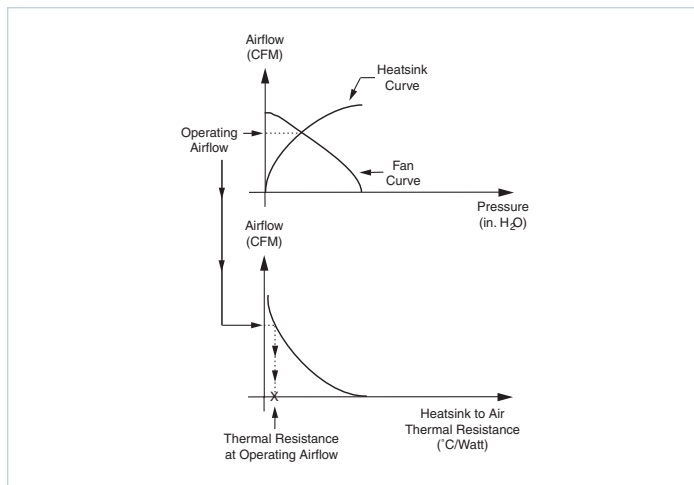 Airflow
(CFM)
Heatsink
Curve
Operating
Airflow
Fan
Curve
Pressure
(in. H₂O)
Airflow
(CFM)
X
Heatsink to Air
Thermal Resistance
(˚C/Watt)
Thermal Resistance
at Operating Airflow